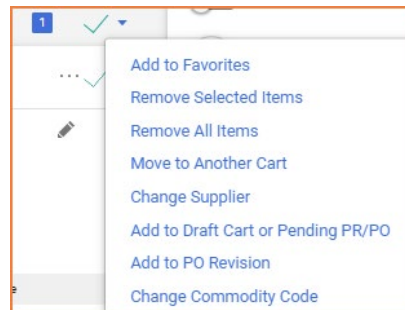 1
Add to Favorites
Remove Selected Items
Remove All Items
Move to Another Cart
Change Supplier
Add to Draft Cart or Pending PR/PO
Add to PO Revision
e
Change Commodity Code